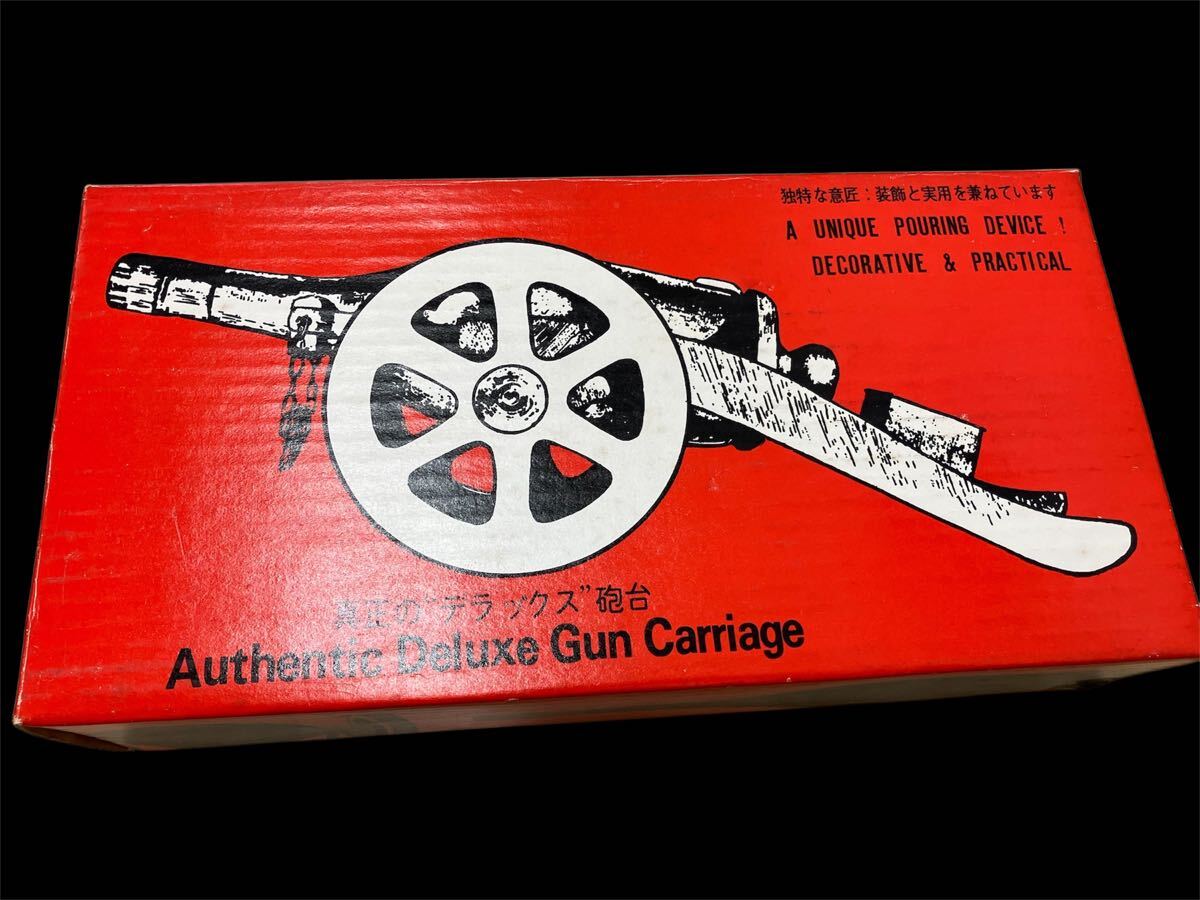 独特な意匠：装飾と実用を兼ねています
A UNIQUE POURING DEVICE !
DECORATIVE & PRACTICAL
真正の"デラックス"砲台
Authentic Deluxe Gun Carriage